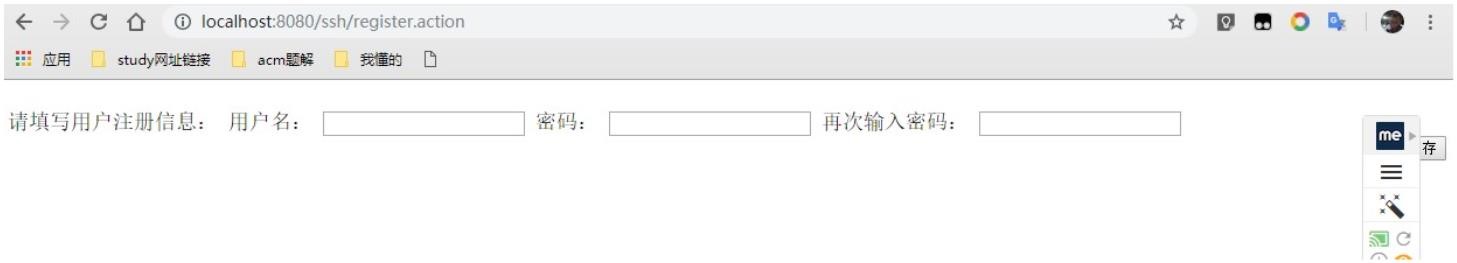 localhost:8080/ssh/register.action
应用 study网址链接 acm题解 我懂的
请填写用户注册信息： 用户名： 密码： 再次输入密码：
me
存